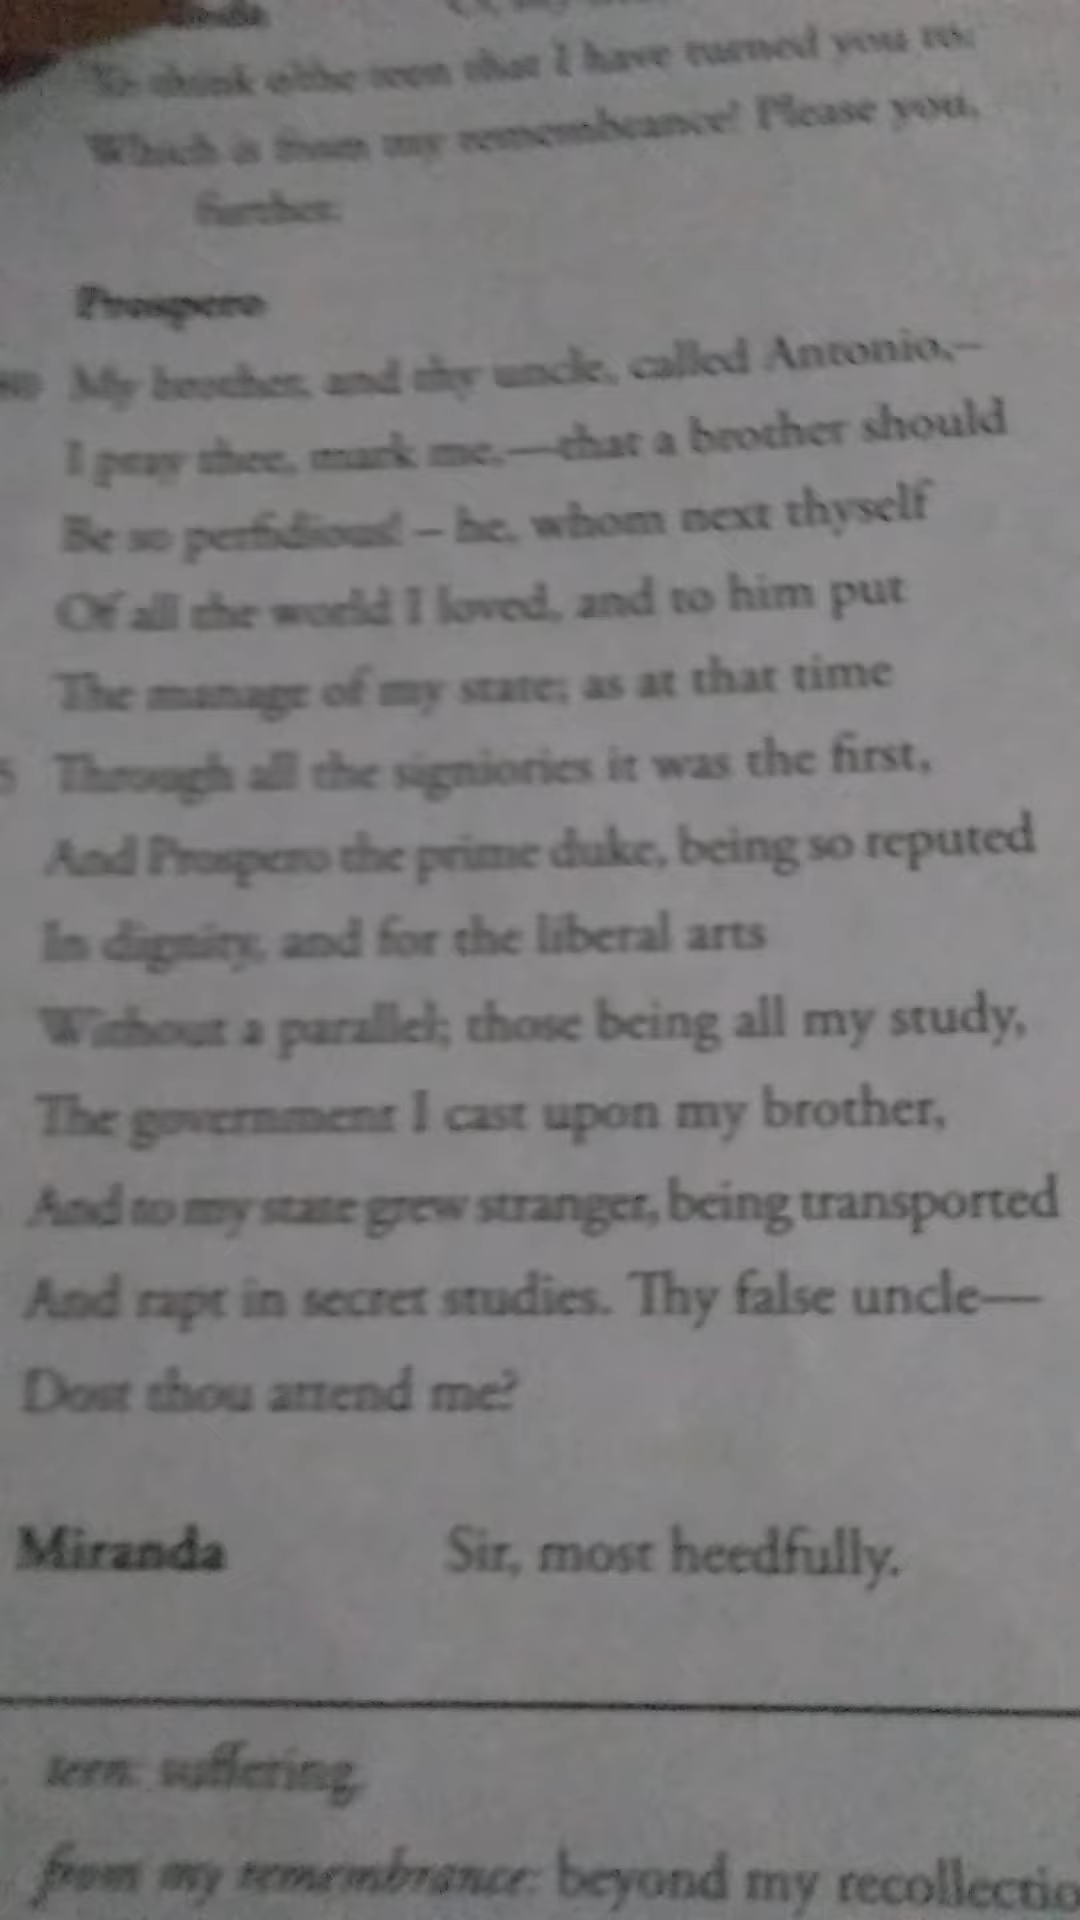 To think o'the teen that I have turned you to,
Which is from my remembrance! Please you,
further.
Prospero
80 My brother, and thy uncle, called Antonio,–
I pray thee, mark me,—that a brother should
Be so perfidious! – he, whom next thyself
Of all the world I loved, and to him put
The manage of my state; as at that time
5 Through all the signiories it was the first,
And Prospero the prime duke, being so reputed
In dignity, and for the liberal arts
Without a parallel; those being all my study,
The government I cast upon my brother,
And to my state grew stranger, being transported
And rapt in secret studies. Thy false uncle—
Dost thou attend me?
Miranda Sir, most heedfully.
teen: suffering
from my remembrance: beyond my recollectio